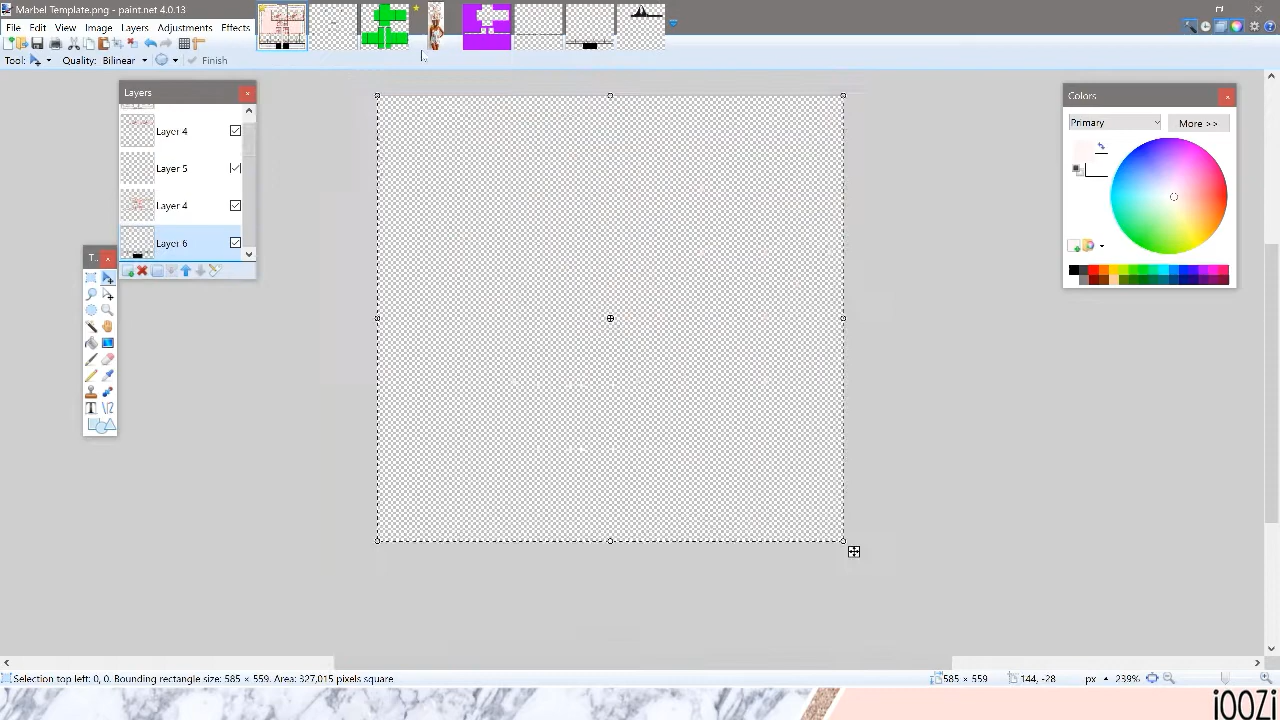 Marbel Template.png - paint.net 4.0.13
File Edit View Image Layers Adjustments Effects
Tool: Quality: Bilinear Finish
Layers
Layer 4
Layer 5
Layer 4
Layer 6
T...
Colors
Primary More >>
Selection top left: 0, 0. Bounding rectangle size: 585 × 559. Area: 327,015 pixels square
585 × 559 144, -28 px 239%
iOOZi